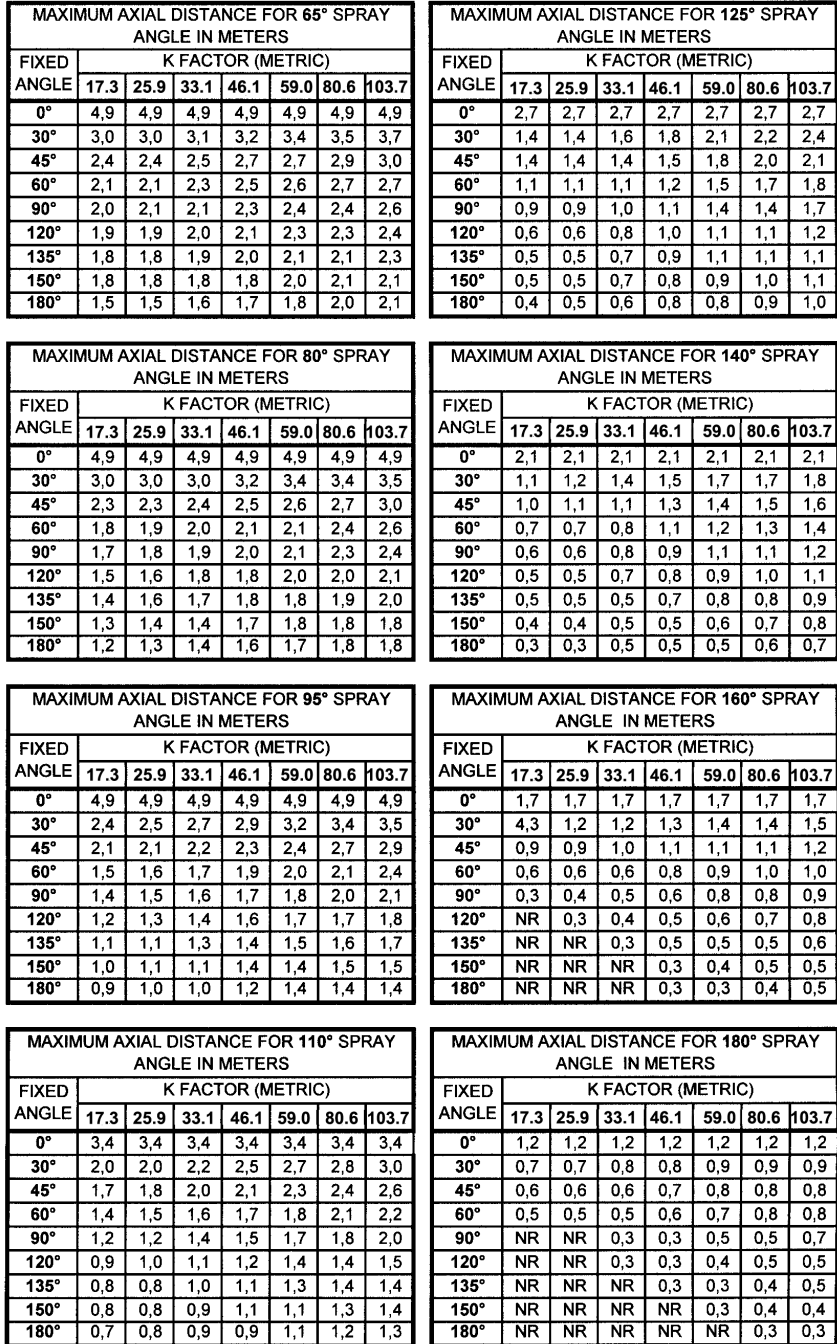 MAXIMUM AXIAL DISTANCE FOR 65° SPRAY
ANGLE IN METERS
FIXED K FACTOR (METRIC)
ANGLE 17.3 25.9 33.1 46.1 59.0 80.6 103.7
0° 4,9 4,9 4,9 4,9 4,9 4,9 4,9
30° 3,0 3,0 3,1 3,2 3,4 3,5 3,7
45° 2,4 2,4 2,5 2,7 2,7 2,9 3,0
60° 2,1 2,1 2,3 2,5 2,6 2,7 2,7
90° 2,0 2,1 2,1 2,3 2,4 2,4 2,6
120° 1,9 1,9 2,0 2,1 2,3 2,3 2,4
135° 1,8 1,8 1,9 2,0 2,1 2,1 2,3
150° 1,8 1,8 1,8 1,8 2,0 2,1 2,1
180° 1,5 1,5 1,6 1,7 1,8 2,0 2,1
MAXIMUM AXIAL DISTANCE FOR 125° SPRAY
ANGLE IN METERS
FIXED K FACTOR (METRIC)
ANGLE 17.3 25.9 33.1 46.1 59.0 80.6 103.7
0° 2,7 2,7 2,7 2,7 2,7 2,7 2,7
30° 1,4 1,4 1,6 1,8 2,1 2,2 2,4
45° 1,4 1,4 1,4 1,5 1,8 2,0 2,1
60° 1,1 1,1 1,1 1,2 1,5 1,7 1,8
90° 0,9 0,9 1,0 1,1 1,4 1,4 1,7
120° 0,6 0,6 0,8 1,0 1,1 1,1 1,2
135° 0,5 0,5 0,7 0,9 1,1 1,1 1,1
150° 0,5 0,5 0,7 0,8 0,9 1,0 1,1
180° 0,4 0,5 0,6 0,8 0,8 0,9 1,0
MAXIMUM AXIAL DISTANCE FOR 80° SPRAY
ANGLE IN METERS
FIXED K FACTOR (METRIC)
ANGLE 17.3 25.9 33.1 46.1 59.0 80.6 103.7
0° 4,9 4,9 4,9 4,9 4,9 4,9 4,9
30° 3,0 3,0 3,0 3,2 3,4 3,4 3,5
45° 2,3 2,3 2,4 2,5 2,6 2,7 3,0
60° 1,8 1,9 2,0 2,1 2,1 2,4 2,6
90° 1,7 1,8 1,9 2,0 2,1 2,3 2,4
120° 1,5 1,6 1,8 1,8 2,0 2,0 2,1
135° 1,4 1,6 1,7 1,8 1,8 1,9 2,0
150° 1,3 1,4 1,4 1,7 1,8 1,8 1,8
180° 1,2 1,3 1,4 1,6 1,7 1,8 1,8
MAXIMUM AXIAL DISTANCE FOR 140° SPRAY
ANGLE IN METERS
FIXED K FACTOR (METRIC)
ANGLE 17.3 25.9 33.1 46.1 59.0 80.6 103.7
0° 2,1 2,1 2,1 2,1 2,1 2,1 2,1
30° 1,1 1,2 1,4 1,5 1,7 1,7 1,8
45° 1,0 1,1 1,1 1,3 1,4 1,5 1,6
60° 0,7 0,7 0,8 1,1 1,2 1,3 1,4
90° 0,6 0,6 0,8 0,9 1,1 1,1 1,2
120° 0,5 0,5 0,7 0,8 0,9 1,0 1,1
135° 0,5 0,5 0,5 0,7 0,8 0,8 0,9
150° 0,4 0,4 0,5 0,5 0,6 0,7 0,8
180° 0,3 0,3 0,5 0,5 0,5 0,6 0,7
MAXIMUM AXIAL DISTANCE FOR 95° SPRAY
ANGLE IN METERS
FIXED K FACTOR (METRIC)
ANGLE 17.3 25.9 33.1 46.1 59.0 80.6 103.7
0° 4,9 4,9 4,9 4,9 4,9 4,9 4,9
30° 2,4 2,5 2,7 2,9 3,2 3,4 3,5
45° 2,1 2,1 2,2 2,3 2,4 2,7 2,9
60° 1,5 1,6 1,7 1,9 2,0 2,1 2,4
90° 1,4 1,5 1,6 1,7 1,8 2,0 2,1
120° 1,2 1,3 1,4 1,6 1,7 1,7 1,8
135° 1,1 1,1 1,3 1,4 1,5 1,6 1,7
150° 1,0 1,1 1,1 1,4 1,4 1,5 1,5
180° 0,9 1,0 1,0 1,2 1,4 1,4 1,4
MAXIMUM AXIAL DISTANCE FOR 160° SPRAY
ANGLE IN METERS
FIXED K FACTOR (METRIC)
ANGLE 17.3 25.9 33.1 46.1 59.0 80.6 103.7
0° 1,7 1,7 1,7 1,7 1,7 1,7 1,7
30° 4,3 1,2 1,2 1,3 1,4 1,4 1,5
45° 0,9 0,9 1,0 1,1 1,1 1,1 1,2
60° 0,6 0,6 0,6 0,8 0,9 1,0 1,0
90° 0,3 0,4 0,5 0,6 0,8 0,8 0,9
120° NR 0,3 0,4 0,5 0,6 0,7 0,8
135° NR NR 0,3 0,5 0,5 0,5 0,6
150° NR NR NR 0,3 0,4 0,5 0,5
180° NR NR NR 0,3 0,3 0,4 0,5
MAXIMUM AXIAL DISTANCE FOR 110° SPRAY
ANGLE IN METERS
FIXED K FACTOR (METRIC)
ANGLE 17.3 25.9 33.1 46.1 59.0 80.6 103.7
0° 3,4 3,4 3,4 3,4 3,4 3,4 3,4
30° 2,0 2,0 2,2 2,5 2,7 2,8 3,0
45° 1,7 1,8 2,0 2,1 2,3 2,4 2,6
60° 1,4 1,5 1,6 1,7 1,8 2,1 2,2
90° 1,2 1,2 1,4 1,5 1,7 1,8 2,0
120° 0,9 1,0 1,1 1,2 1,4 1,4 1,5
135° 0,8 0,8 1,0 1,1 1,3 1,4 1,4
150° 0,8 0,8 0,9 1,1 1,1 1,3 1,4
180° 0,7 0,8 0,9 0,9 1,1 1,2 1,3
MAXIMUM AXIAL DISTANCE FOR 180° SPRAY
ANGLE IN METERS
FIXED K FACTOR (METRIC)
ANGLE 17.3 25.9 33.1 46.1 59.0 80.6 103.7
0° 1,2 1,2 1,2 1,2 1,2 1,2 1,2
30° 0,7 0,7 0,8 0,8 0,9 0,9 0,9
45° 0,6 0,6 0,6 0,7 0,8 0,8 0,8
60° 0,5 0,5 0,5 0,6 0,7 0,8 0,8
90° NR NR 0,3 0,3 0,5 0,5 0,7
120° NR NR 0,3 0,3 0,4 0,5 0,5
135° NR NR NR 0,3 0,3 0,4 0,5
150° NR NR NR NR 0,3 0,4 0,4
180° NR NR NR NR NR 0,3 0,3